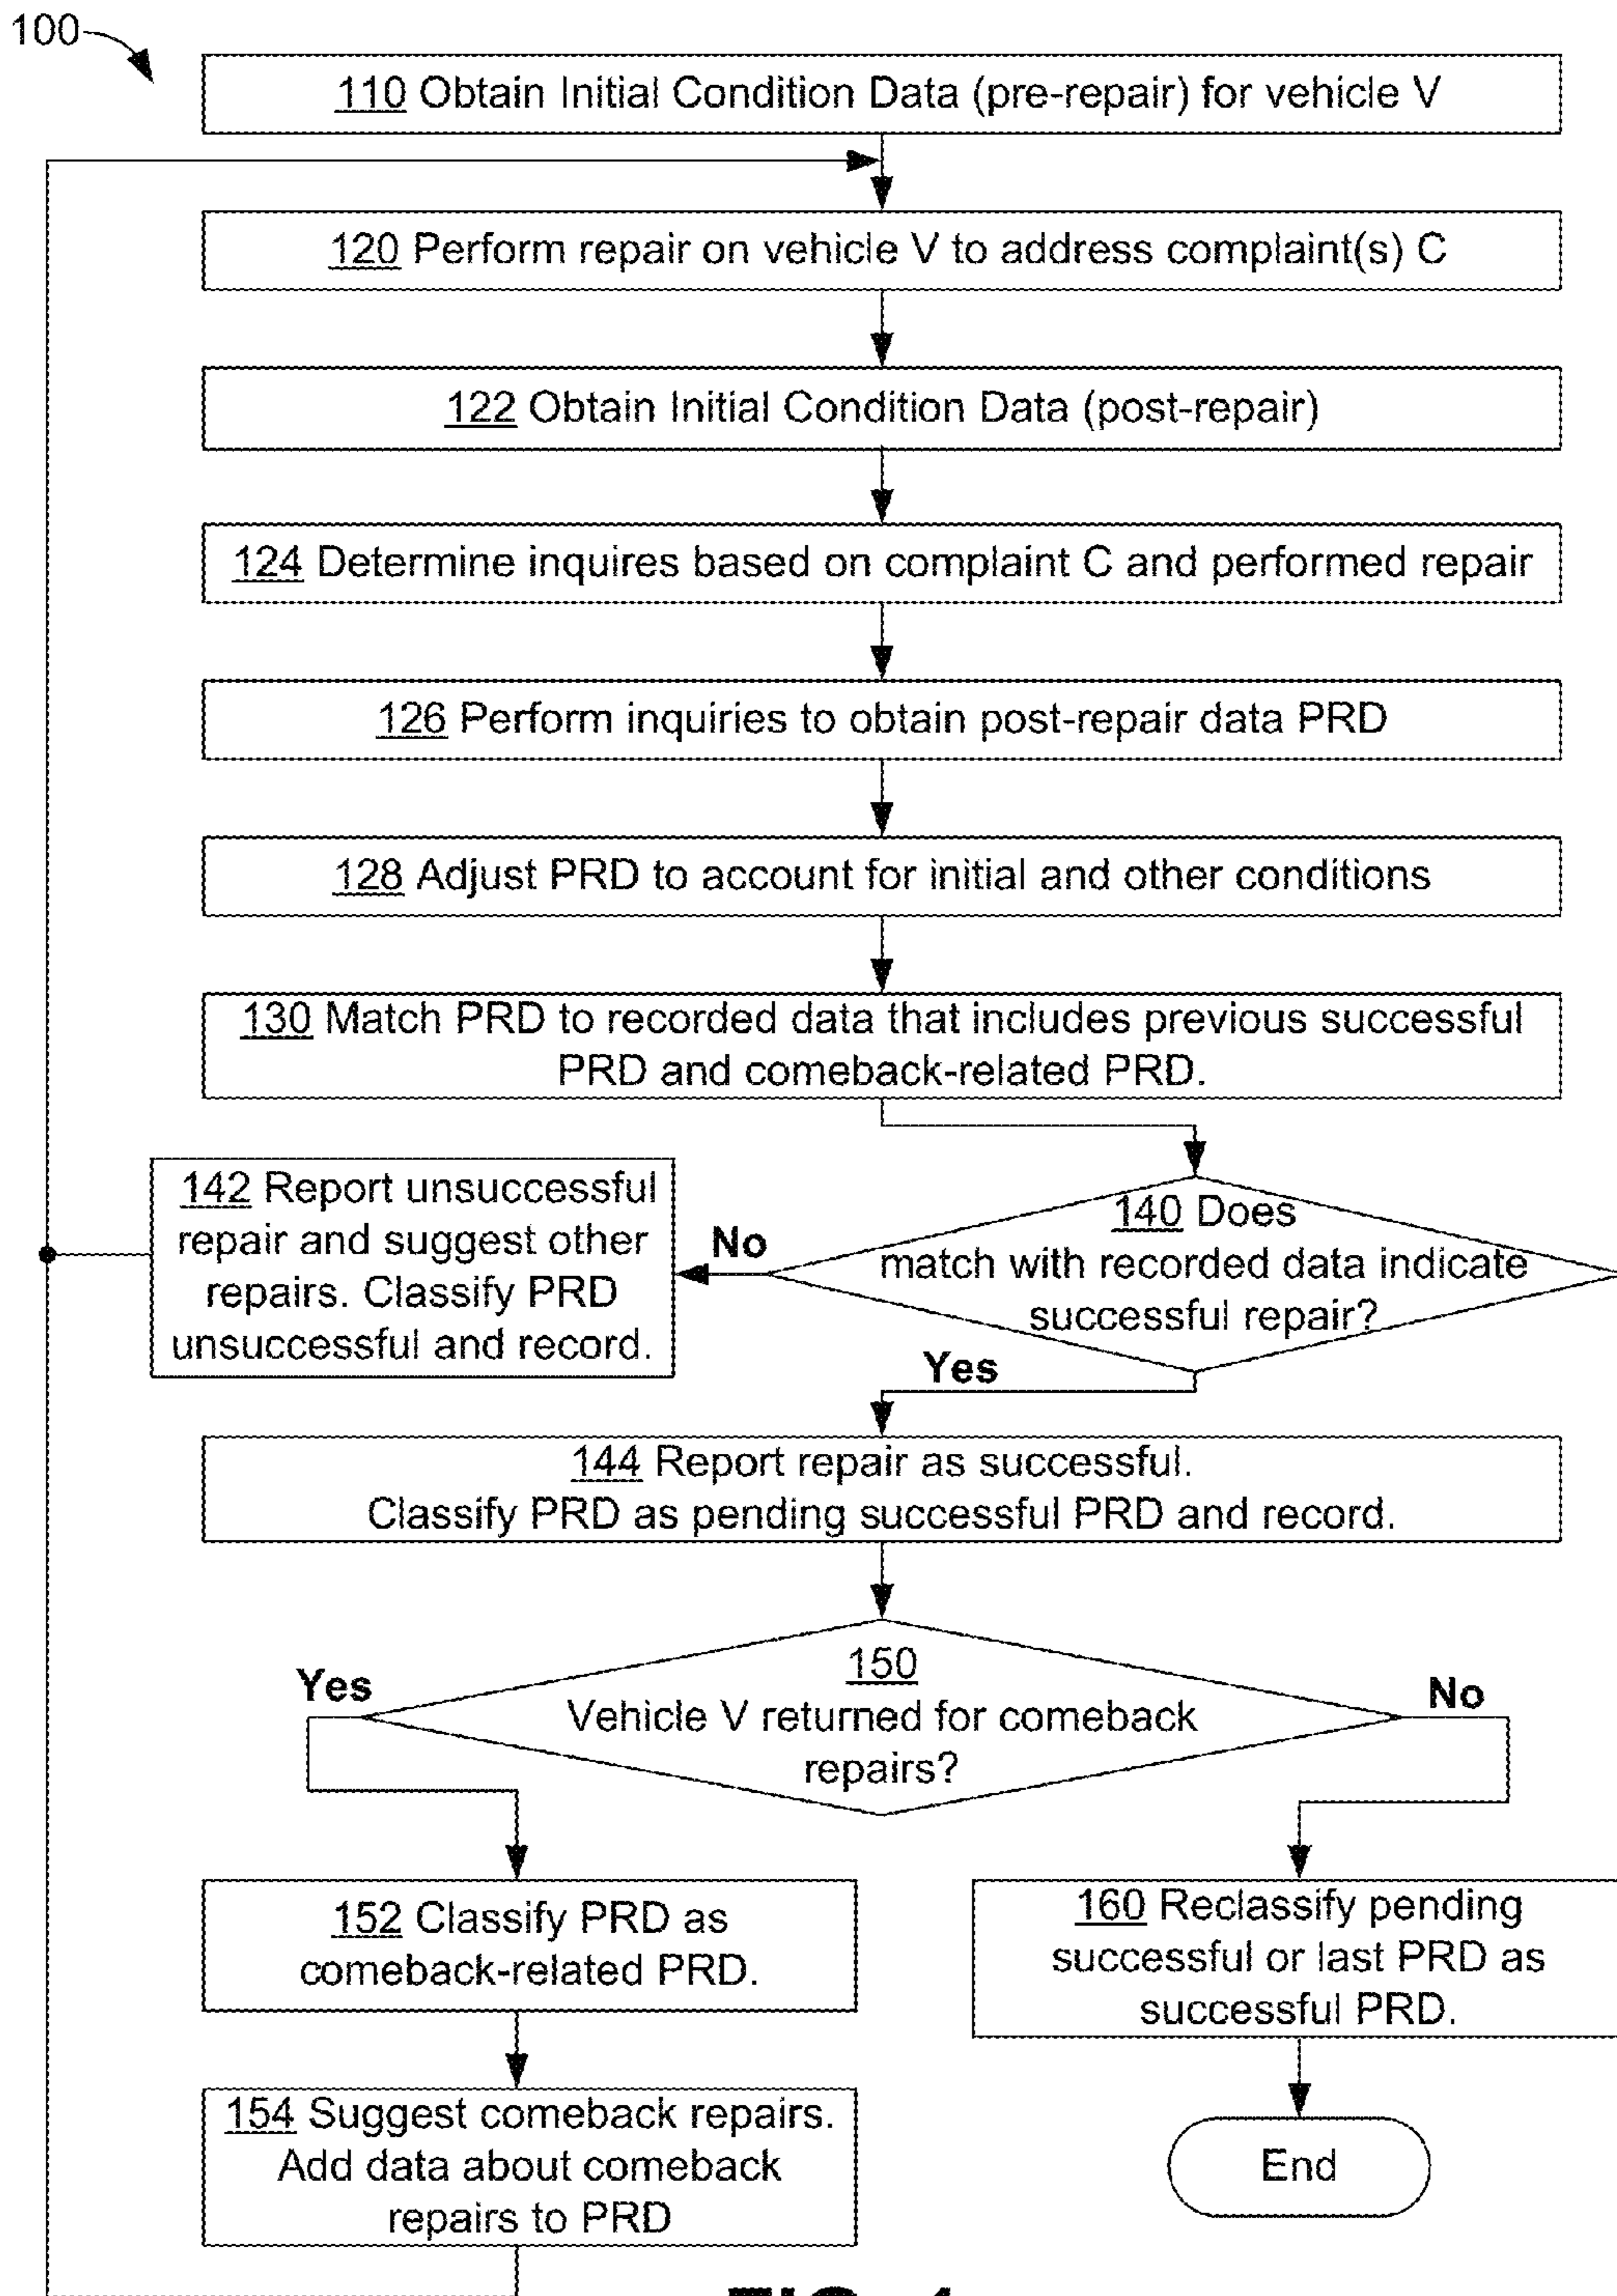 100
110 Obtain Initial Condition Data (pre-repair) for vehicle V
120 Perform repair on vehicle V to address complaint(s) C
122 Obtain Initial Condition Data (post-repair)
124 Determine inquires based on complaint C and performed repair
126 Perform inquiries to obtain post-repair data PRD
128 Adjust PRD to account for initial and other conditions
130 Match PRD to recorded data that includes previous successful
PRD and comeback-related PRD.
142 Report unsuccessful
repair and suggest other
repairs. Classify PRD
unsuccessful and record.
No
140 Does
match with recorded data indicate
successful repair?
Yes
144 Report repair as successful.
Classify PRD as pending successful PRD and record.
Yes
150
Vehicle V returned for comeback
repairs?
No
152 Classify PRD as
comeback-related PRD.
160 Reclassify pending
successful or last PRD as
successful PRD.
154 Suggest comeback repairs.
Add data about comeback
repairs to PRD
End